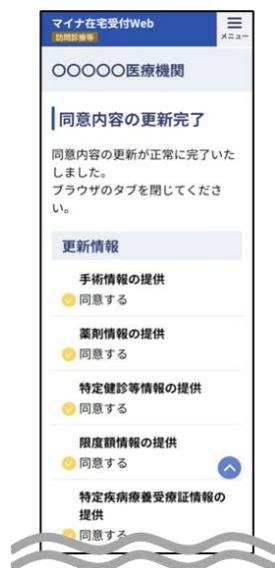 マイナ在宅受付Web
訪問診療等
メニュー
〇〇〇〇〇医療機関
同意内容の更新完了
同意内容の更新が正常に完了いた
しました。
ブラウザのタブを閉じてくださ
い。
更新情報
手術情報の提供
同意する
薬剤情報の提供
同意する
特定健診等情報の提供
同意する
限度額情報の提供
同意する
特定疾病療養受療証情報の
提供
同意する